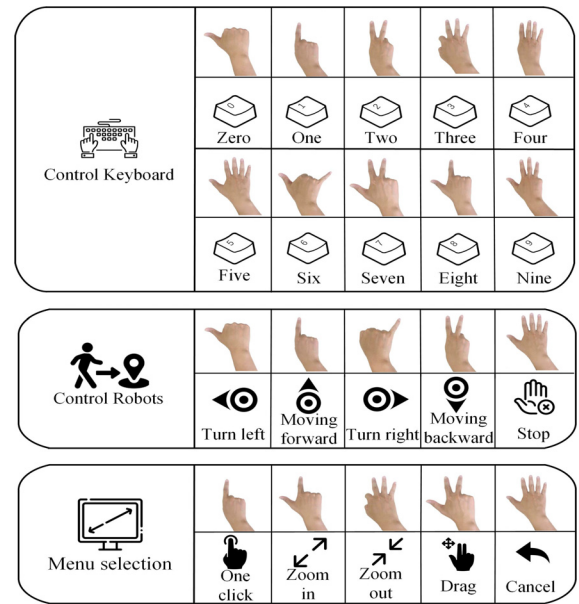 0
1
2
3
4
Zero
One
Two
Three
Four
Control Keyboard
5
6
7
8
9
Five
Six
Seven
Eight
Nine
Control Robots
Turn left
Moving
forward
Turn right
Moving
backward
Stop
Menu selection
One
click
Zoom
in
Zoom
out
Drag
Cancel